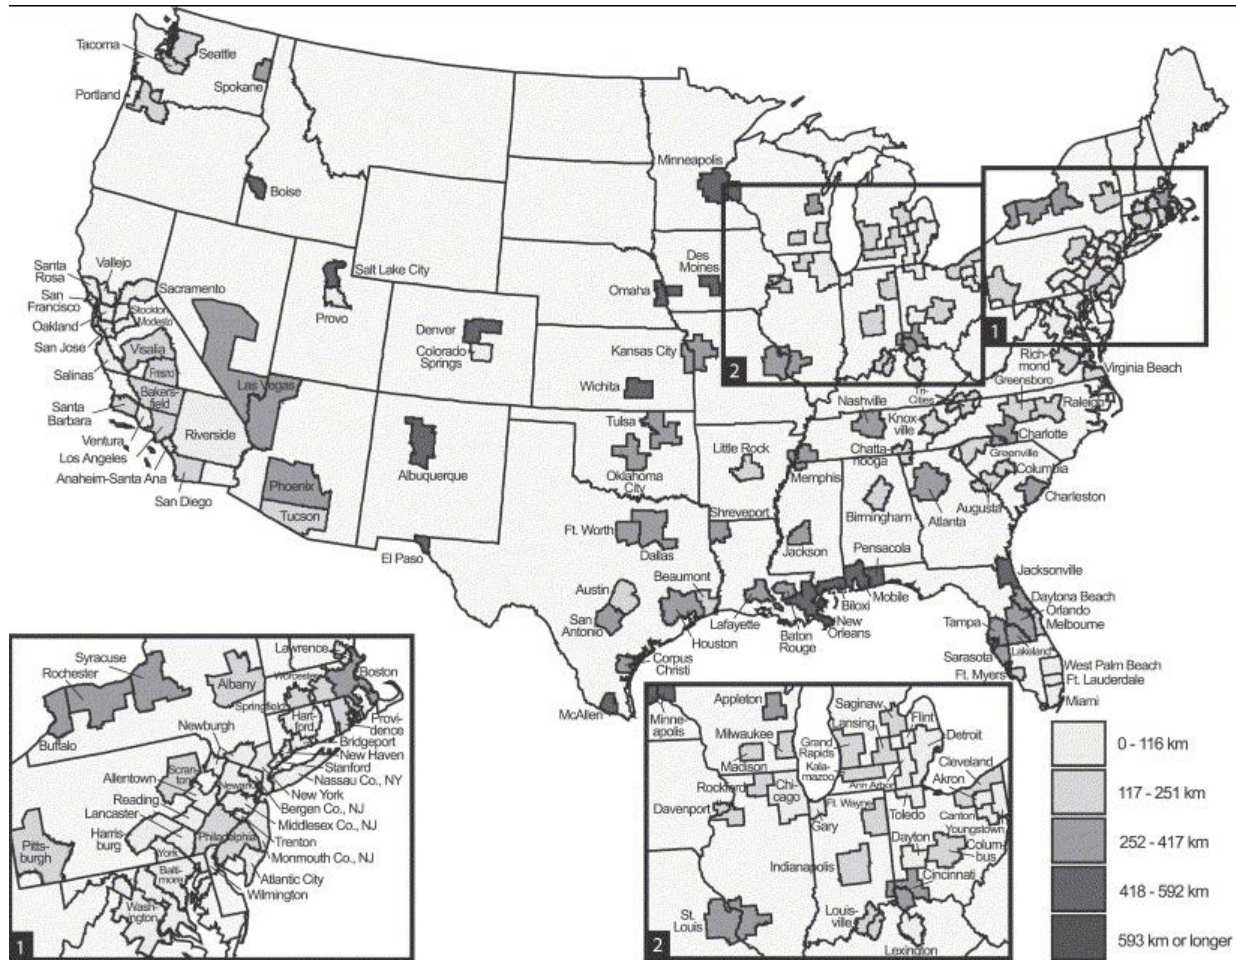 Tacoma
Seattle
Spokane
Portland
Boise
Minneapolis
Santa
Rosa
Vallejo
San
Francisco
Sacramento
Oakland
Stockton
Modesto
San Jose
Visalia
Salinas
Fresno
Bakers-
field
Santa
Barbara
Ventura
Los Angeles
Anaheim-Santa Ana
San Diego
Riverside
Las Vegas
Salt Lake City
Provo
Denver
Colorado
Springs
Phoenix
Tucson
Albuquerque
El Paso
Omaha
Des
Moines
Kansas City
Wichita
Tulsa
Oklahoma
City
Ft. Worth
Dallas
Austin
San
Antonio
Houston
Beaumont
Corpus
Christi
McAllen
Little Rock
Shreveport
Lafayette
Baton
Rouge
New
Orleans
Biloxi
Mobile
Pensacola
Jackson
Memphis
Nashville
Knox-
ville
Chatta-
nooga
Tri-
Cities
Birmingham
Atlanta
Augusta
Columbia
Greenville
Charlotte
Charleston
Greensboro
Raleigh
Rich-
mond
Virginia Beach
Jacksonville
Daytona Beach
Orlando
Melbourne
Tampa
Lakeland
Sarasota
Ft. Myers
West Palm Beach
Ft. Lauderdale
Miami
1
2
Lawrence
Syracuse
Rochester
Buffalo
Albany
Worcester
Boston
Springfield
Hart-
ford
Provi-
dence
Newburgh
Bridgeport
New Haven
Stanford
Nassau Co., NY
New York
Bergen Co., NJ
Middlesex Co., NJ
Trenton
Monmouth Co., NJ
Atlantic City
Wilmington
Allentown
Scran-
ton
Newark
Reading
Lancaster
Harris-
burg
Philadelphia
Pitts-
burgh
York
Balti-
more
Wash-
ington
1
Minne-
apolis
Appleton
Saginaw
Lansing
Flint
Milwaukee
Grand
Rapids
Detroit
Madison
Kala-
mazoo
Ann Arbor
Cleveland
Akron
Rockford
Chi-
cago
Davenport
Ft. Wayne
Gary
Toledo
Canton
Youngstown
Dayton
Colum-
bus
Indianapolis
Cincinnati
St.
Louis
Louis-
ville
Lexington
2
0 - 116 km
117 - 251 km
252 - 417 km
418 - 592 km
593 km or longer